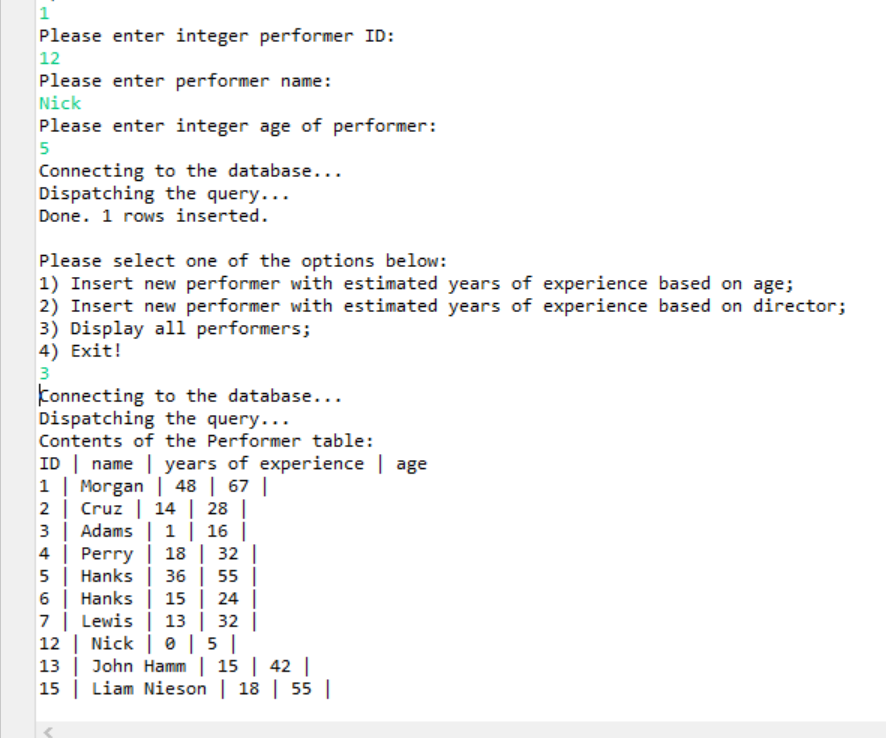 1
Please enter integer performer ID:
12
Please enter performer name:
Nick
Please enter integer age of performer:
5
Connecting to the database...
Dispatching the query...
Done. 1 rows inserted.
Please select one of the options below:
1) Insert new performer with estimated years of experience based on age;
2) Insert new performer with estimated years of experience based on director;
3) Display all performers;
4) Exit!
3
Connecting to the database...
Dispatching the query...
Contents of the Performer table:
ID | name | years of experience | age
1 | Morgan | 48 | 67 |
2 | Cruz | 14 | 28 |
3 | Adams | 1 | 16 |
4 | Perry | 18 | 32 |
5 | Hanks | 36 | 55 |
6 | Hanks | 15 | 24 |
7 | Lewis | 13 | 32 |
12 | Nick | 0 | 5 |
13 | John Hamm | 15 | 42 |
15 | Liam Nieson | 18 | 55 |